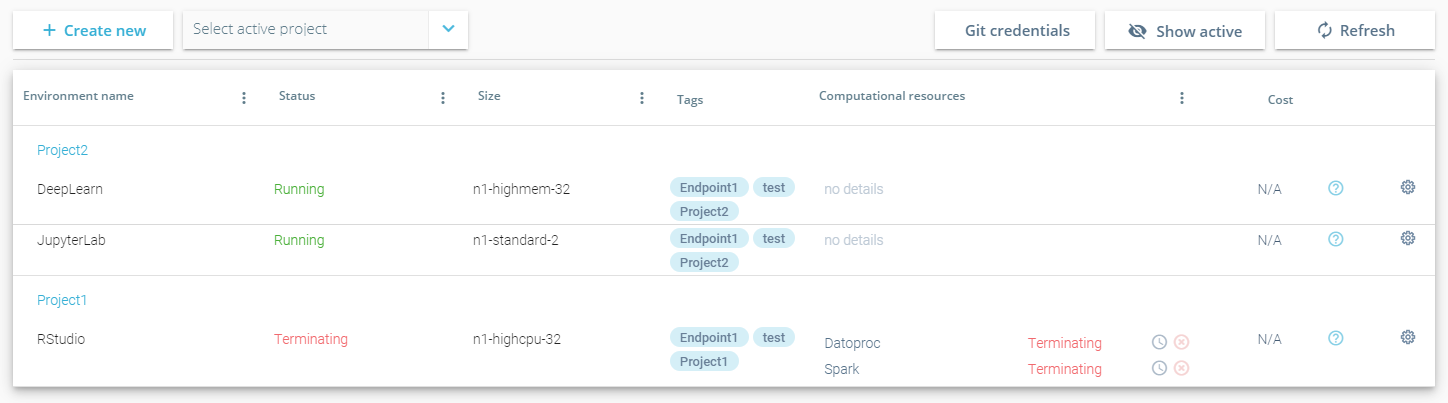 + Create new Select active project Git credentials Show active Refresh
Environment name Status Size Tags Computational resources Cost
Project2
DeepLearn Running n1-highmem-32 Endpoint1 test no details N/A ?
Project2
JupyterLab Running n1-standard-2 Endpoint1 test no details N/A ?
Project2
Project1
RStudio Terminating n1-highcpu-32 Endpoint1 test Datoproc Terminating N/A ?
Project1 Spark Terminating